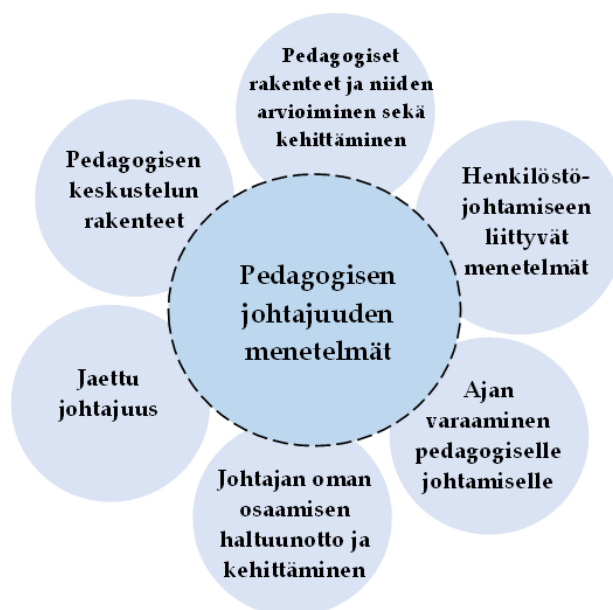 Pedagogiset
rakenteet ja niiden
arvioiminen sekä
kehittäminen
Henkilöstö-
johtamiseen
liittyvät
menetelmät
Ajan
varaaminen
pedagogiselle
johtamiselle
Johtajan oman
osaamisen
haltuunotto ja
kehittäminen
Jaettu
johtajuus
Pedagogisen
keskustelun
rakenteet
Pedagogisen
johtajuuden
menetelmät